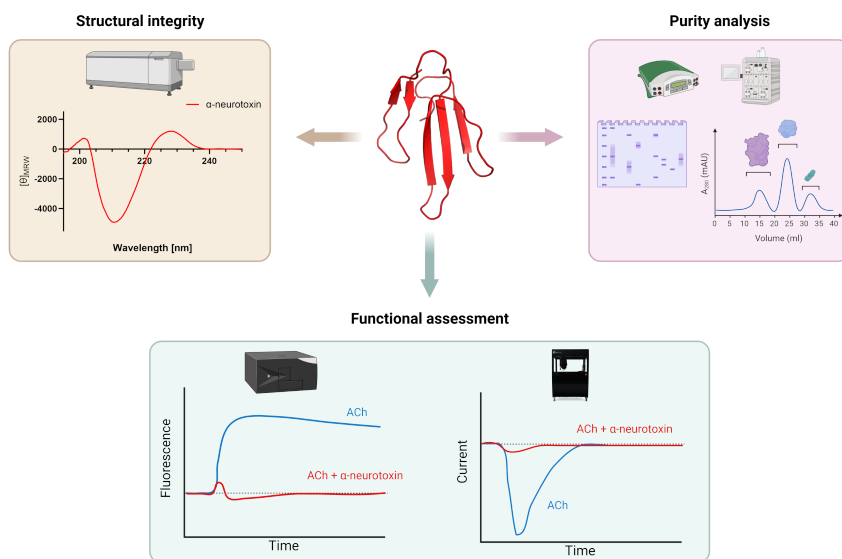 Structural integrity
Purity analysis
α-neurotoxin
2000
0
-2000
-4000
200
220
240
[θ]MRW
Wavelength [nm]
A280 (mAU)
0 5 10 15 20 25 30 35 40
Volume (ml)
Functional assessment
Fluorescence
ACh
ACh + α-neurotoxin
Time
Current
ACh + α-neurotoxin
ACh
Time